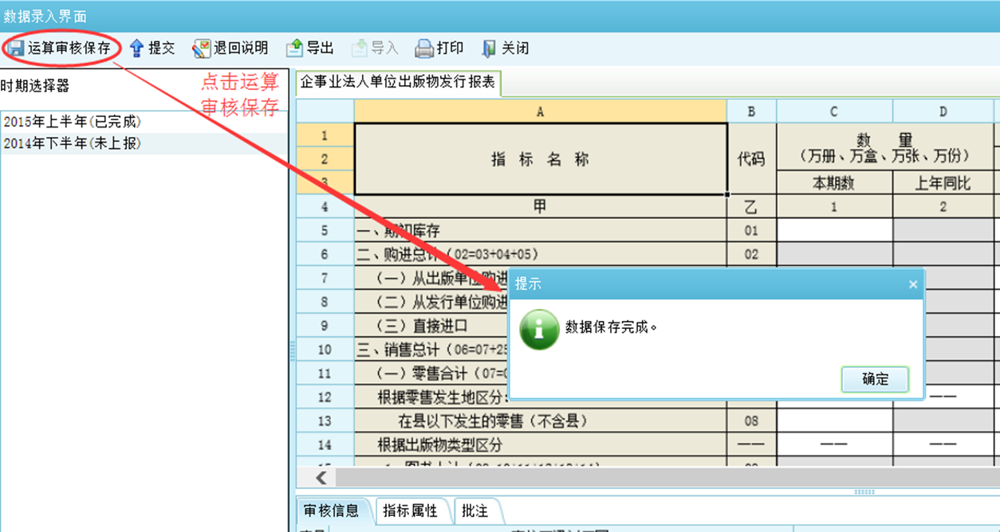 数据录入界面
运算审核保存 提交 退回说明 导出 导入 打印 关闭
时期选择器
点击运算
审核保存
2015年上半年(已完成)
2014年下半年(未上报)
企事业法人单位出版物发行报表
A B C D
1
2
3
指 标 名 称
代码
数 量
(万册、万盒、万张、万份)
本期数 上年同比
4 甲 乙 1 2
5 一、期初库存 01
6 二、购进总计(02=03+04+05) 02
7 (一)从出版单位购进
8 (二)从发行单位购进
9 (三)直接进口
10 三、销售总计(06=07+25
11 (一)零售合计(07=
12 根据零售发生地区分: ——
13 在县以下发生的零售(不含县) 08
14 根据出版物类型区分 —— —— ——
提示
数据保存完成。
确定
审核信息 指标属性 批注